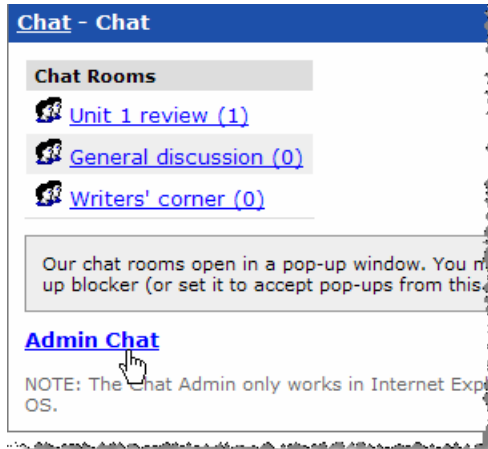 Chat - Chat
Chat Rooms
Unit 1 review (1)
General discussion (0)
Writers' corner (0)
Our chat rooms open in a pop-up window. You
up blocker (or set it to accept pop-ups from this
Admin Chat
NOTE: The Chat Admin only works in Internet
OS.